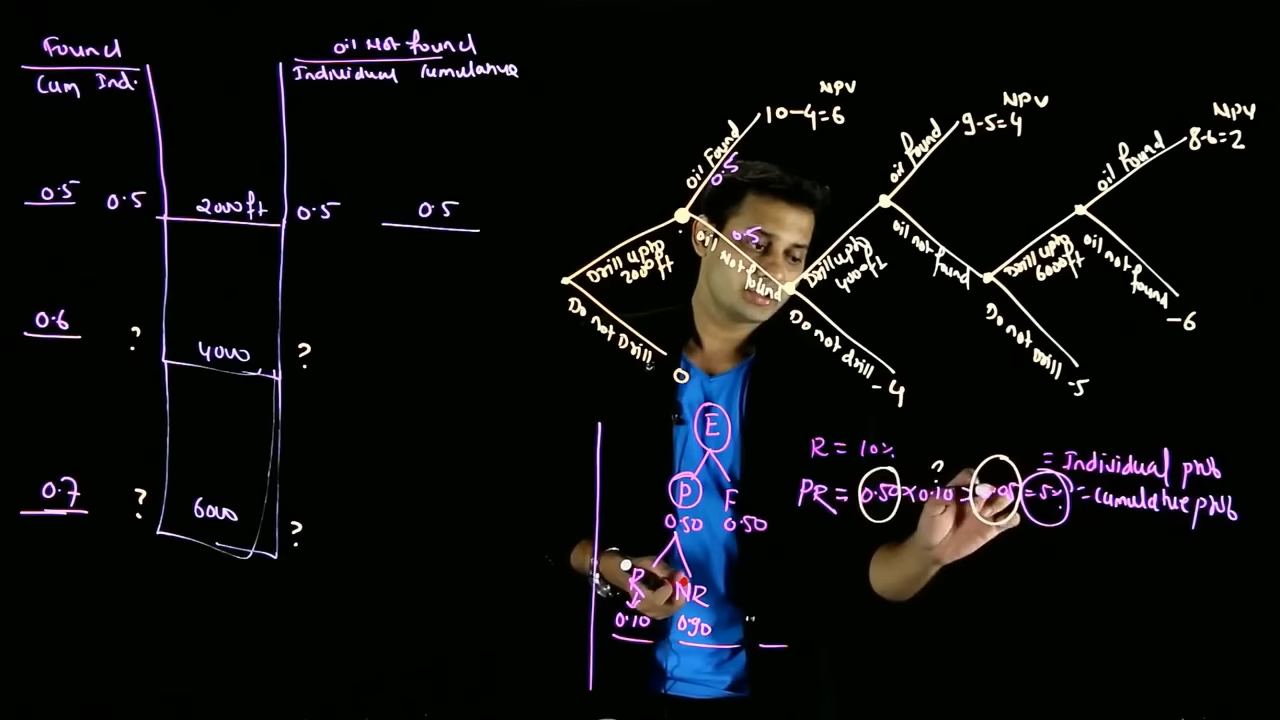 Found
Cum Ind.
oil Not found
Individual Cumulative
0.5 0.5 2000ft 0.5 0.5
0.6 ? 4000 ?
0.7 ? 6000 ?
NPV
10-4=6
NPV
9-5=4
NPV
8-6=2
oil Found
0.5
oil found
oil found
Drill upto
2000ft
Do not Drill
0
0.5
oil Not found
Drill upto
4000ft
Do not drill -4
oil not
found
Drill upto
6000ft
Do not Drill -5
oil not
found
-6
E
P F
0.50 0.50
R NR
0.10 0.90
R = 10%
= Individual prob
?
PR = 0.50 × 0.10 = 0.05 = 5% = cumulative prob